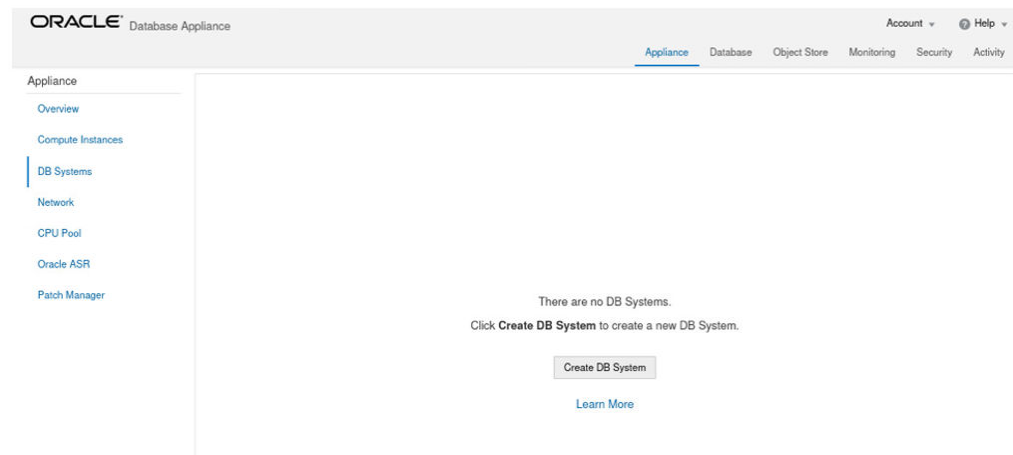 ORACLE® Database Appliance
Account
Help
Appliance
Database
Object Store
Monitoring
Security
Activity
Appliance
Overview
Compute Instances
DB Systems
Network
CPU Pool
Oracle ASR
Patch Manager
There are no DB Systems.
Click Create DB System to create a new DB System.
Create DB System
Learn More